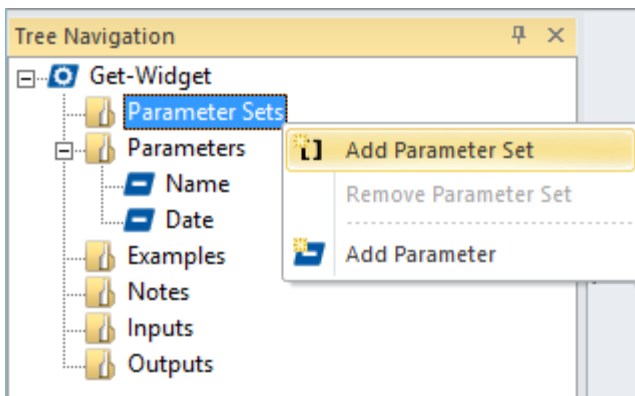 Tree Navigation
Get-Widget
Parameter Sets
Add Parameter Set
Parameters
Remove Parameter Set
Name
Date
Add Parameter
Examples
Notes
Inputs
Outputs